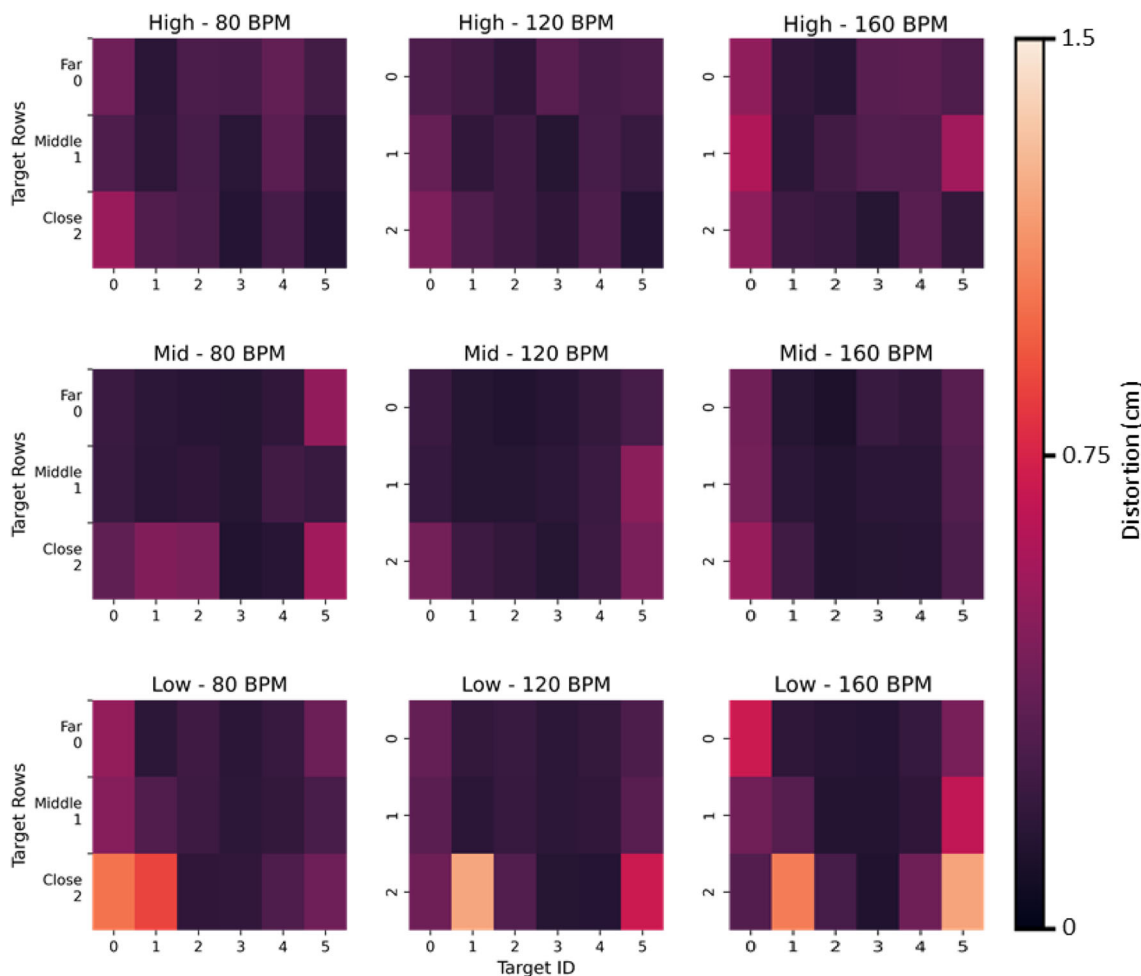 High - 80 BPM
High - 120 BPM
High - 160 BPM
Target Rows
Far
0
Middle
1
Close
2
0 1 2 3 4 5
0
1
2
0 1 2 3 4 5
0
1
2
0 1 2 3 4 5
Mid - 80 BPM
Mid - 120 BPM
Mid - 160 BPM
Target Rows
Far
0
Middle
1
Close
2
0 1 2 3 4 5
0
1
2
0 1 2 3 4 5
0
1
2
0 1 2 3 4 5
Low - 80 BPM
Low - 120 BPM
Low - 160 BPM
Target Rows
Far
0
Middle
1
Close
2
0 1 2 3 4 5
0
1
2
0 1 2 3 4 5
Target ID
0
1
2
0 1 2 3 4 5
1.5
0.75
0
Distortion (cm)